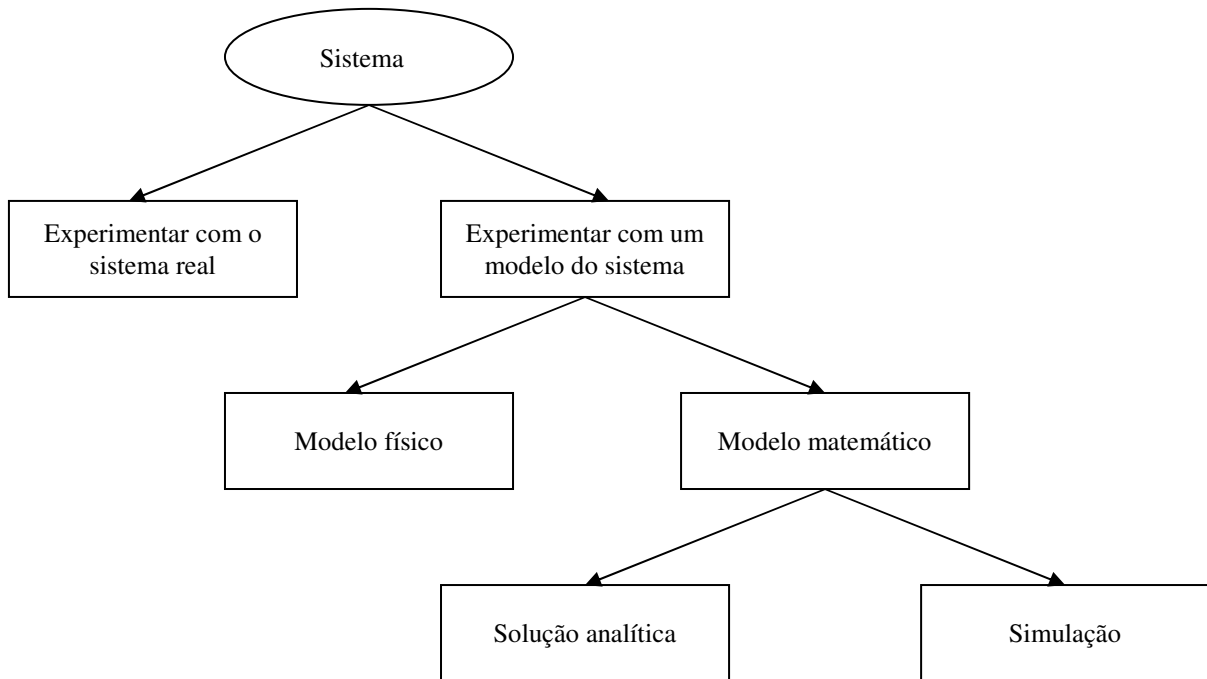 Sistema
Experimentar com o
sistema real
Experimentar com um
modelo do sistema
Modelo físico
Modelo matemático
Solução analítica
Simulação